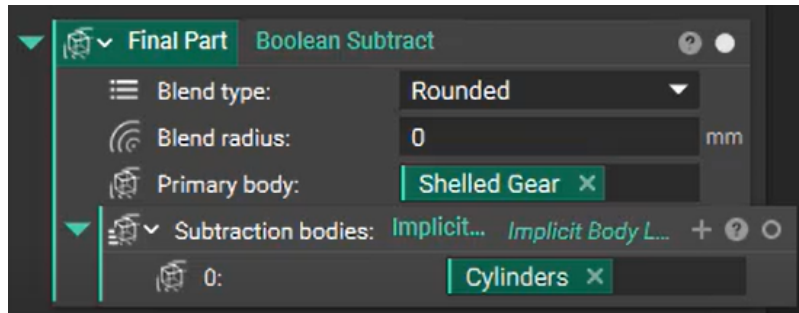 Final Part Boolean Subtract
Blend type: Rounded
Blend radius: 0 mm
Primary body: Shelled Gear
Subtraction bodies: Implicit... Implicit Body L...
0: Cylinders